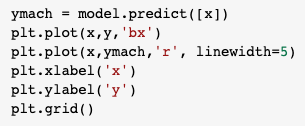 ymach = model.predict([x])
plt.plot(x,y,'bx')
plt.plot(x,ymach,'r', linewidth=5)
plt.xlabel('x')
plt.ylabel('y')
plt.grid()